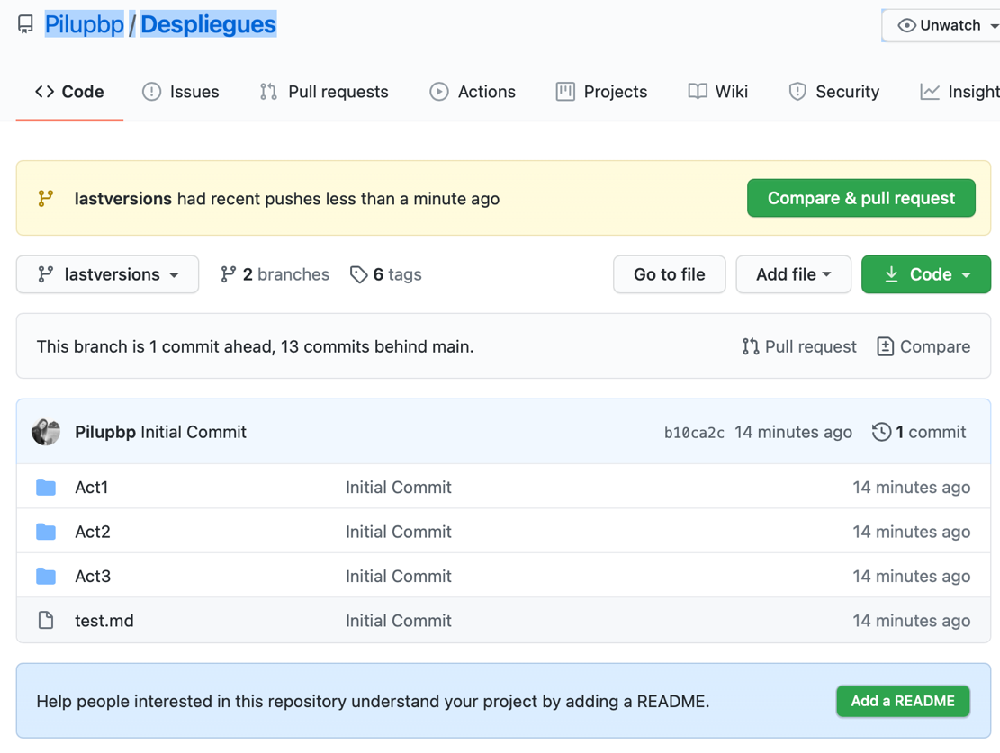 Pilupbp / Despliegues
Unwatch
Code Issues Pull requests Actions Projects Wiki Security Insight
lastversions had recent pushes less than a minute ago Compare & pull request
lastversions 2 branches 6 tags Go to file Add file Code
This branch is 1 commit ahead, 13 commits behind main. Pull request Compare
Pilupbp Initial Commit b10ca2c 14 minutes ago 1 commit
Act1 Initial Commit 14 minutes ago
Act2 Initial Commit 14 minutes ago
Act3 Initial Commit 14 minutes ago
test.md Initial Commit 14 minutes ago
Help people interested in this repository understand your project by adding a README. Add a README